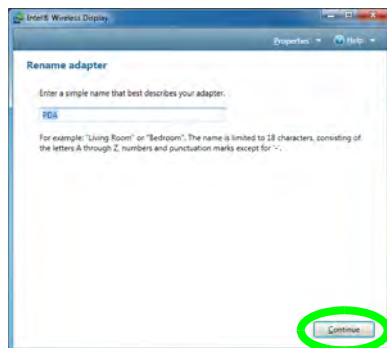 Intel® Wireless Display
Properties Help
Rename adapter
Enter a simple name that best describes your adapter.
PDA
For example: "Living Room" or "Bedroom". The name is limited to 18 characters, consisting of
the letters A through Z, numbers and punctuation marks except for '-'.
Continue